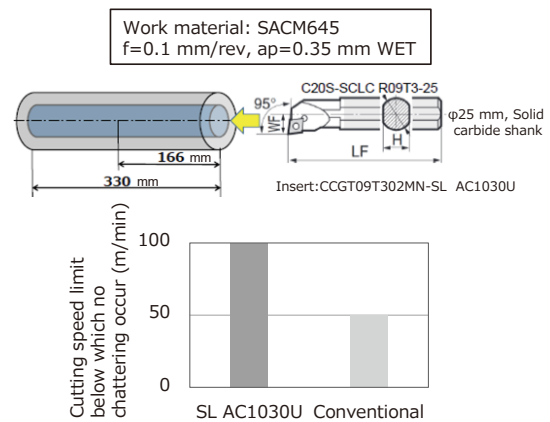 Work material: SACM645
f=0.1 mm/rev, ap=0.35 mm WET
C20S-SCLC R09T3-25
95°
WF
H
LF
φ25 mm, Solid
carbide shank
166 mm
330 mm
Insert:CCGT09T302MN-SL AC1030U
Cutting speed limit
below which no
chattering occur (m/min)
100
50
0
SL AC1030U Conventional